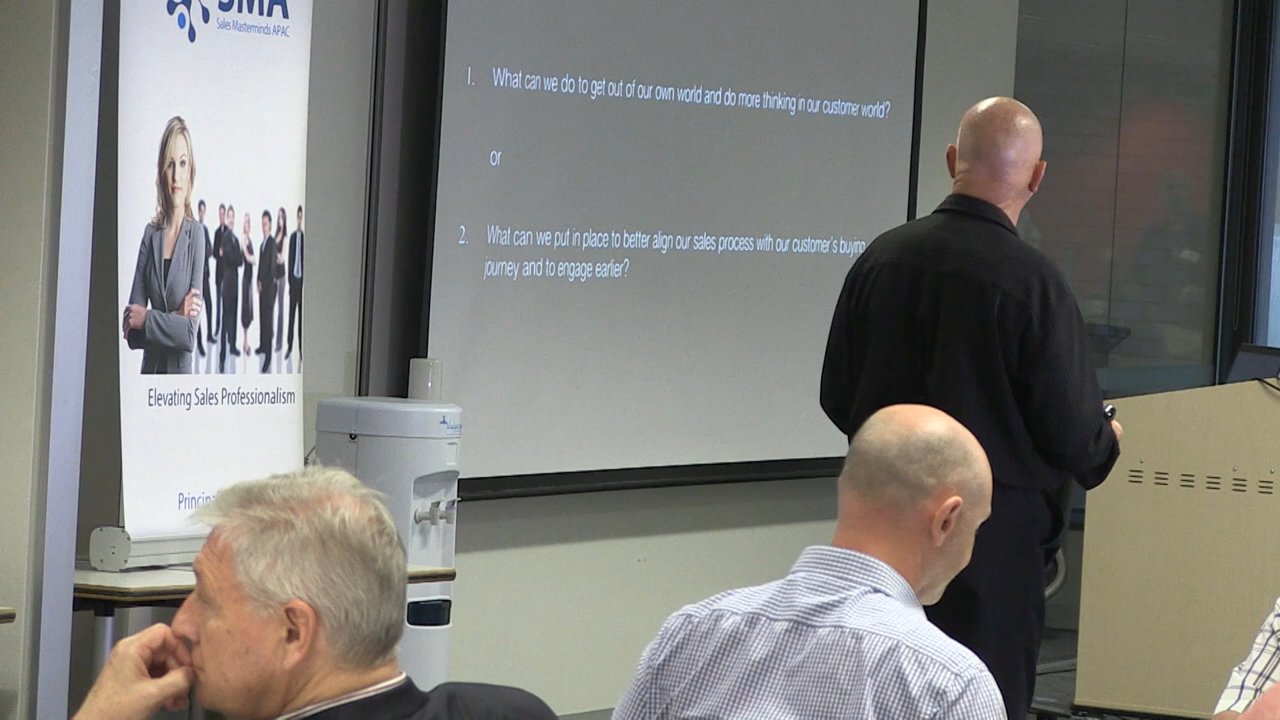 SMA
Sales Masterminds APAC
Elevating Sales Professionalism
1. What can we do to get out of our own world and do more thinking in our customer world?
or
2. What can we put in place to better align our sales process with our customer's buying
journey and to engage earlier?